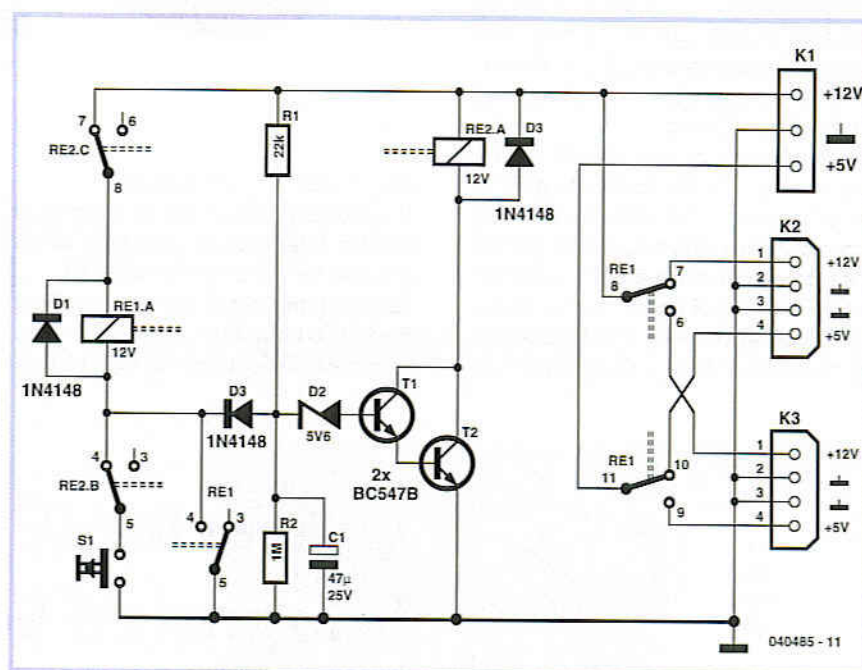 K1
+12V
+5V
7
6
RE2.C
8
R1
22k
RE2.A
12V
D3
1N4148
K2
1
+12V
2
3
4
+5V
RE1
8
7
6
D1
RE1.A
12V
1N4148
D3
1N4148
D2
5V6
T1
T2
2x
BC547B
K3
1
+12V
2
3
4
+5V
RE1
11
10
9
4
3
RE2.B
5
S1
RE1
4
3
5
R2
1M
C1
47µ
25V
040485 - 11